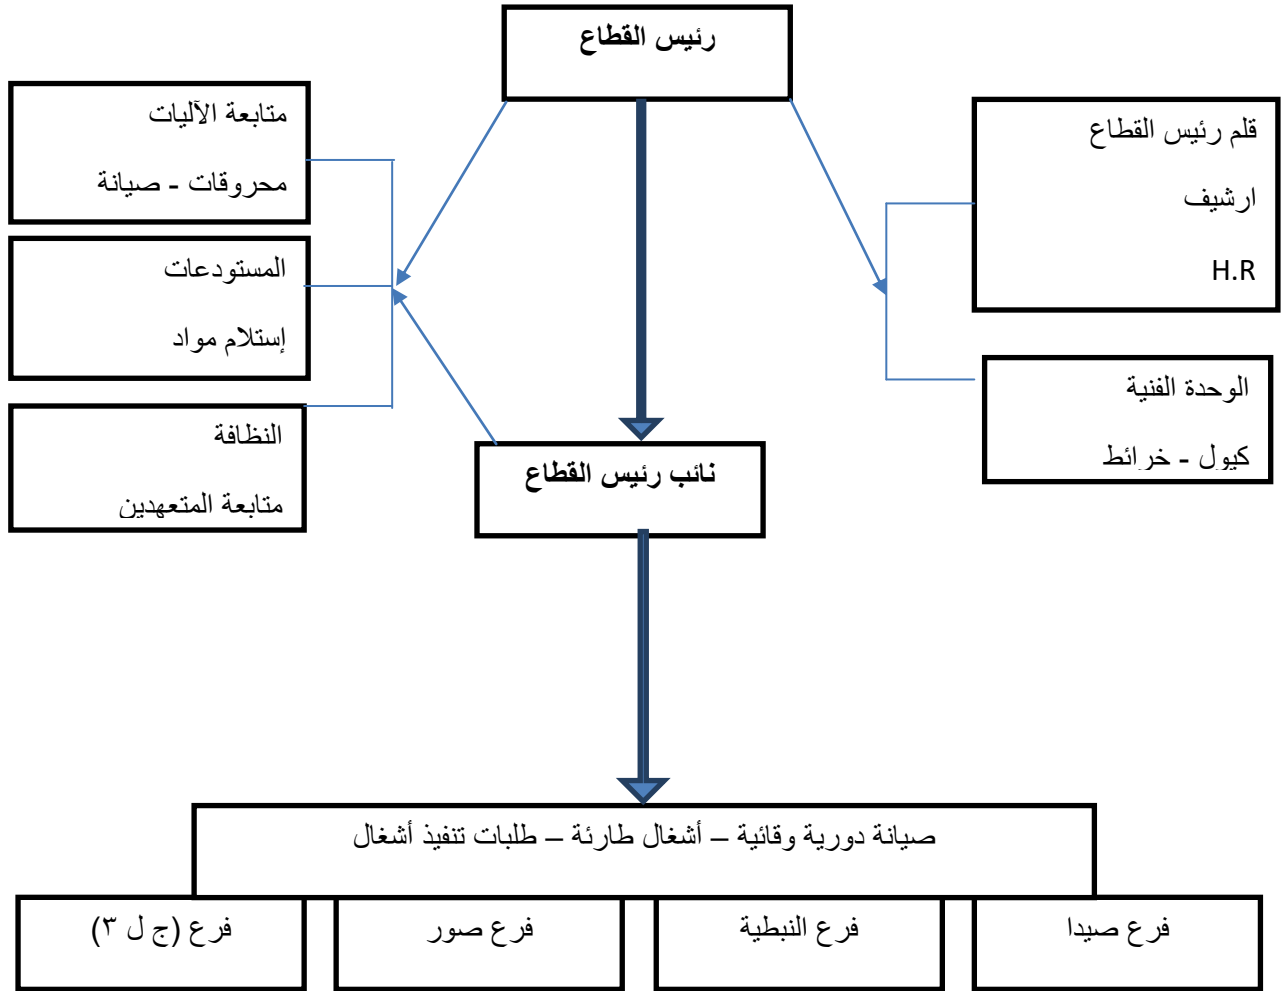 رئيس القطاع
قلم رئيس القطاع
ارشيف
H.R
الوحدة الفنية
كيول - خرائط
متابعة الآليات
محروقات - صيانة
المستودعات
إستلام مواد
النظافة
متابعة المتعهدين
نائب رئيس القطاع
صيانة دورية وقائية – أشغال طارئة – طلبات تنفيذ أشغال
فرع صيدا
فرع النبطية
فرع صور
فرع (ج ل ٣)